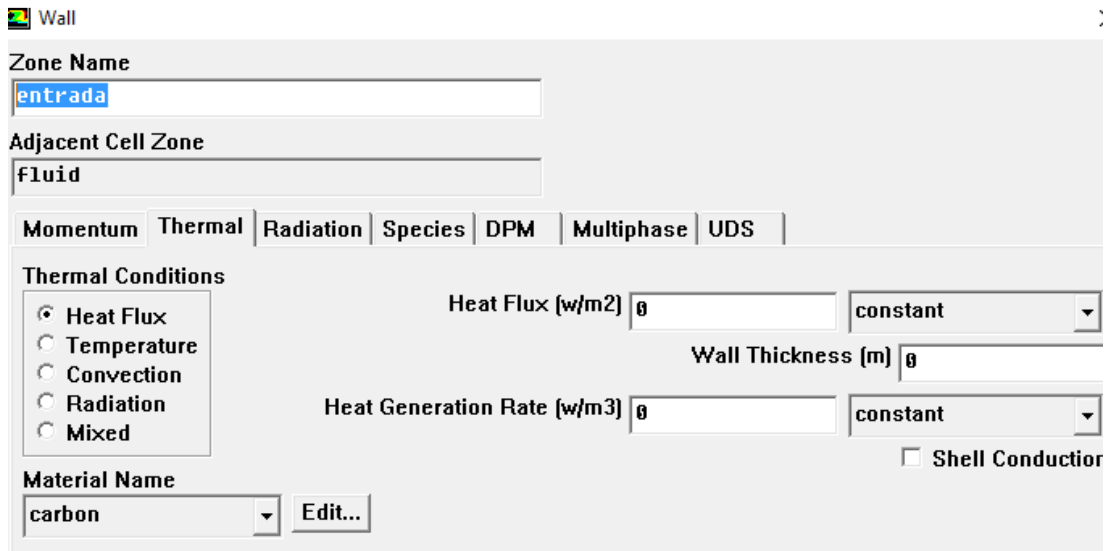 Wall
Zone Name
entrada
Adjacent Cell Zone
fluid
Momentum Thermal Radiation Species DPM Multiphase UDS
Thermal Conditions
Heat Flux
Temperature
Convection
Radiation
Mixed
Heat Flux (w/m2) 0 constant
Wall Thickness (m) 0
Heat Generation Rate (w/m3) 0 constant
Shell Conduction
Material Name
carbon Edit...